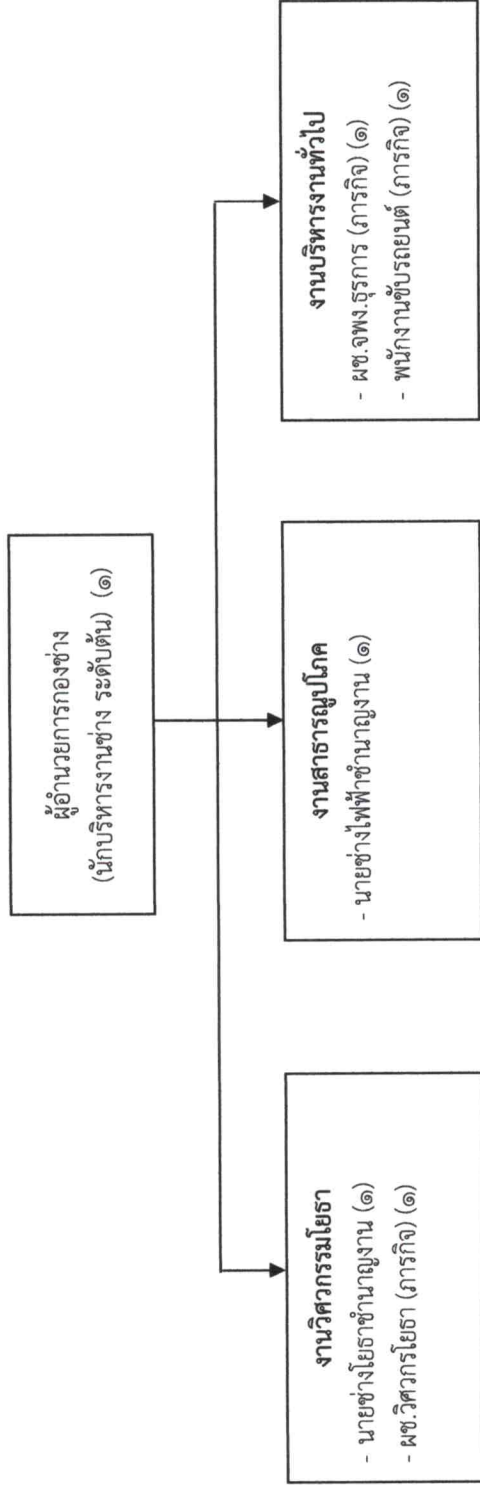 ผู้อำนวยการกองช่าง
(นักบริหารงานช่าง ระดับต้น) (๑)
งานวิศวกรรมโยธา
- นายช่างโยธาชำนาญงาน (๑)
- ผช.วิศวกรโยธา (ภารกิจ) (๑)
งานสาธารณูปโภค
- นายช่างไฟฟ้าชำนาญงาน (๑)
งานบริหารงานทั่วไป
- ผช.จพง.ธุรการ (ภารกิจ) (๑)
- พนักงานขับรถยนต์ (ภารกิจ) (๑)